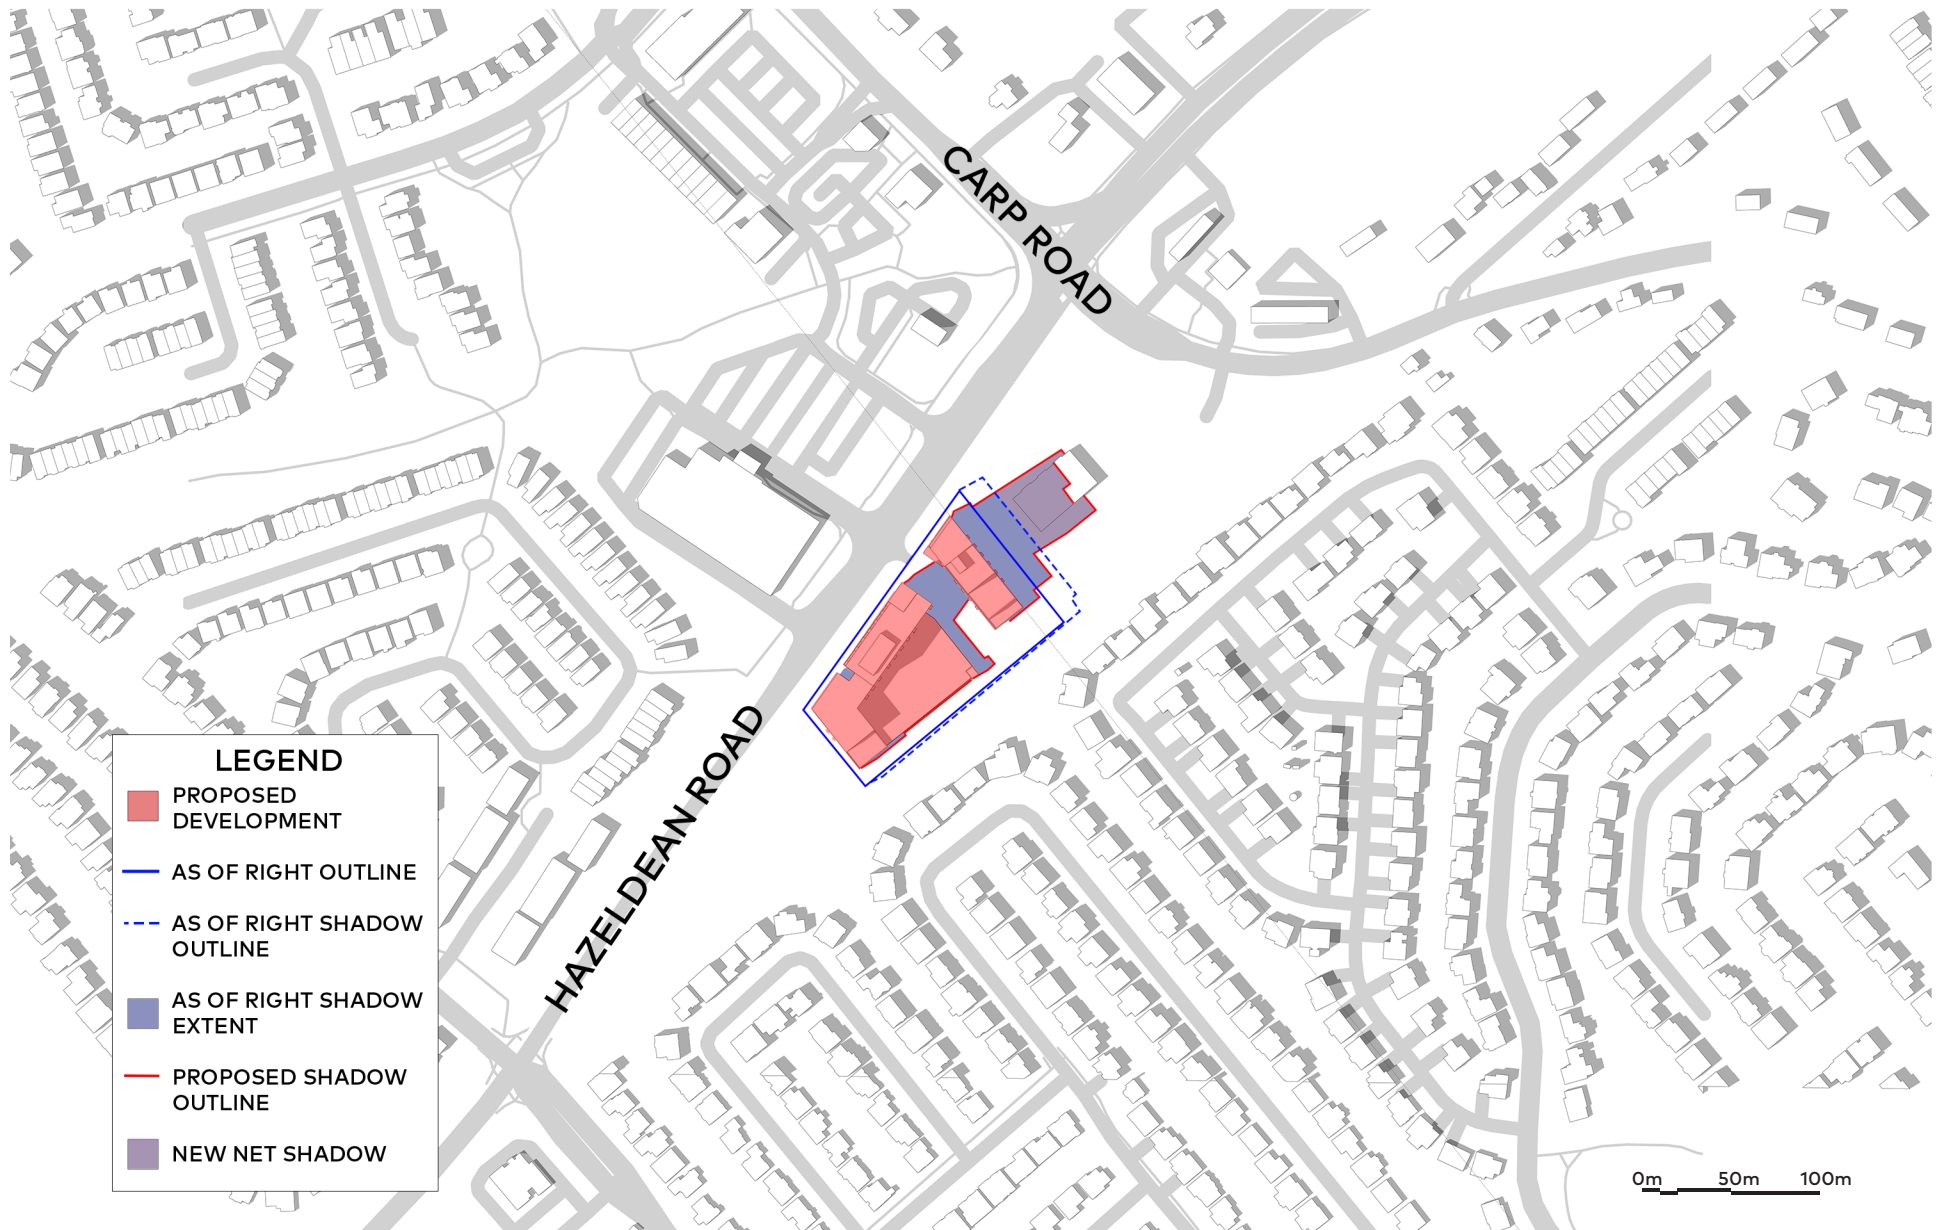 CARP ROAD
HAZELDEAN ROAD
LEGEND
PROPOSED
DEVELOPMENT
AS OF RIGHT OUTLINE
AS OF RIGHT SHADOW
OUTLINE
AS OF RIGHT SHADOW
EXTENT
PROPOSED SHADOW
OUTLINE
NEW NET SHADOW
0m 50m 100m